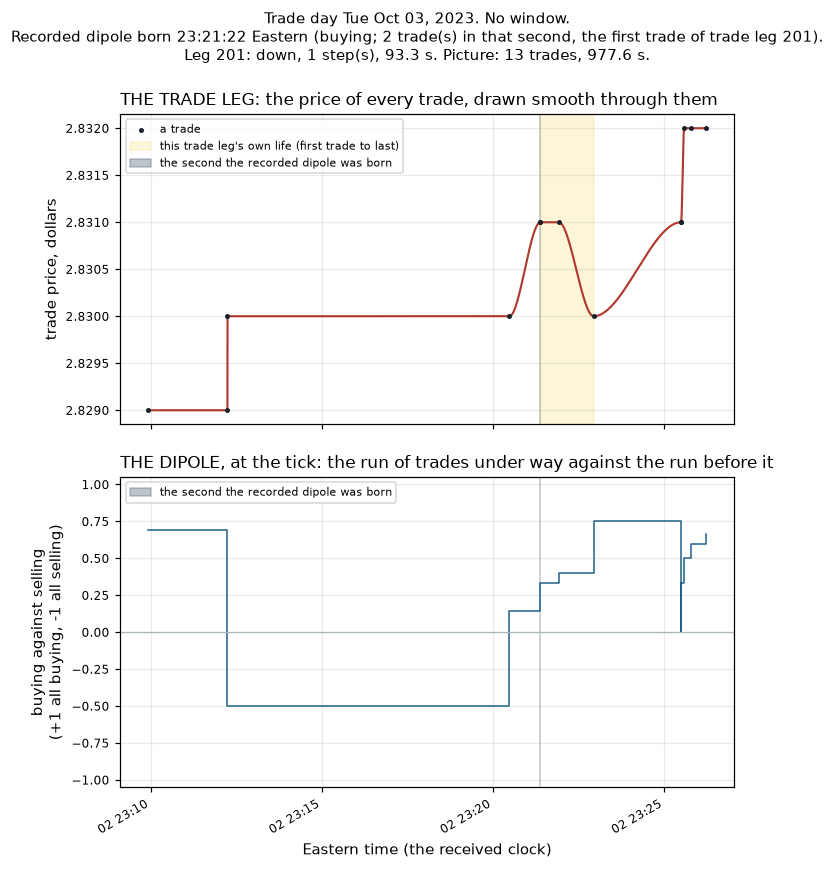 Trade day Tue Oct 03, 2023. No window.
Recorded dipole born 23:21:22 Eastern (buying; 2 trade(s) in that second, the first trade of trade leg 201).
Leg 201: down, 1 step(s), 93.3 s. Picture: 13 trades, 977.6 s.
THE TRADE LEG: the price of every trade, drawn smooth through them
a trade
this trade leg's own life (first trade to last)
the second the recorded dipole was born
trade price, dollars
2.8320
2.8315
2.8310
2.8305
2.8300
2.8295
2.8290
THE DIPOLE, at the tick: the run of trades under way against the run before it
the second the recorded dipole was born
buying against selling
(+1 all buying, -1 all selling)
1.00
0.75
0.50
0.25
0.00
−0.25
−0.50
−0.75
−1.00
02 23:10
02 23:15
02 23:20
02 23:25
Eastern time (the received clock)